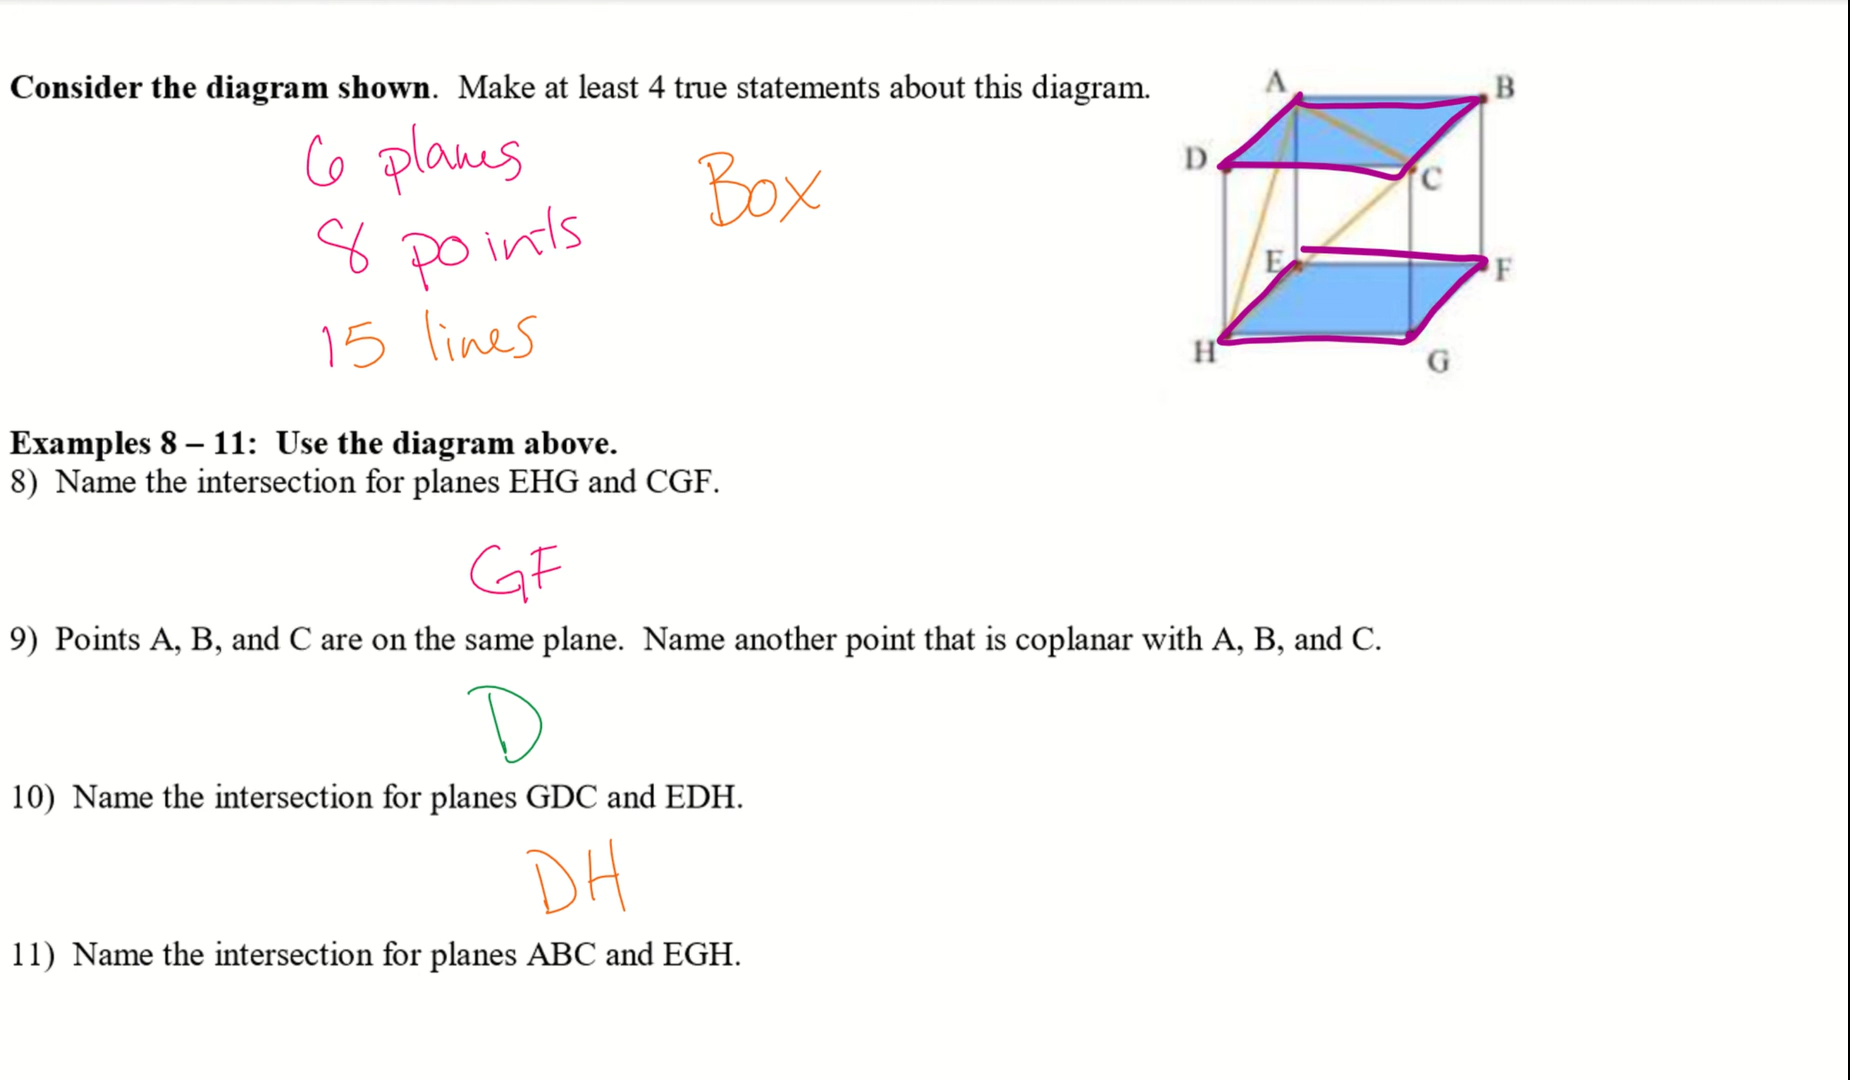 Consider the diagram shown. Make at least 4 true statements about this diagram.
6 planes
Box
8 points
15 lines
A
B
D
C
E
F
H
G
Examples 8 – 11: Use the diagram above.
8) Name the intersection for planes EHG and CGF.
GF
9) Points A, B, and C are on the same plane. Name another point that is coplanar with A, B, and C.
D
10) Name the intersection for planes GDC and EDH.
DH
11) Name the intersection for planes ABC and EGH.